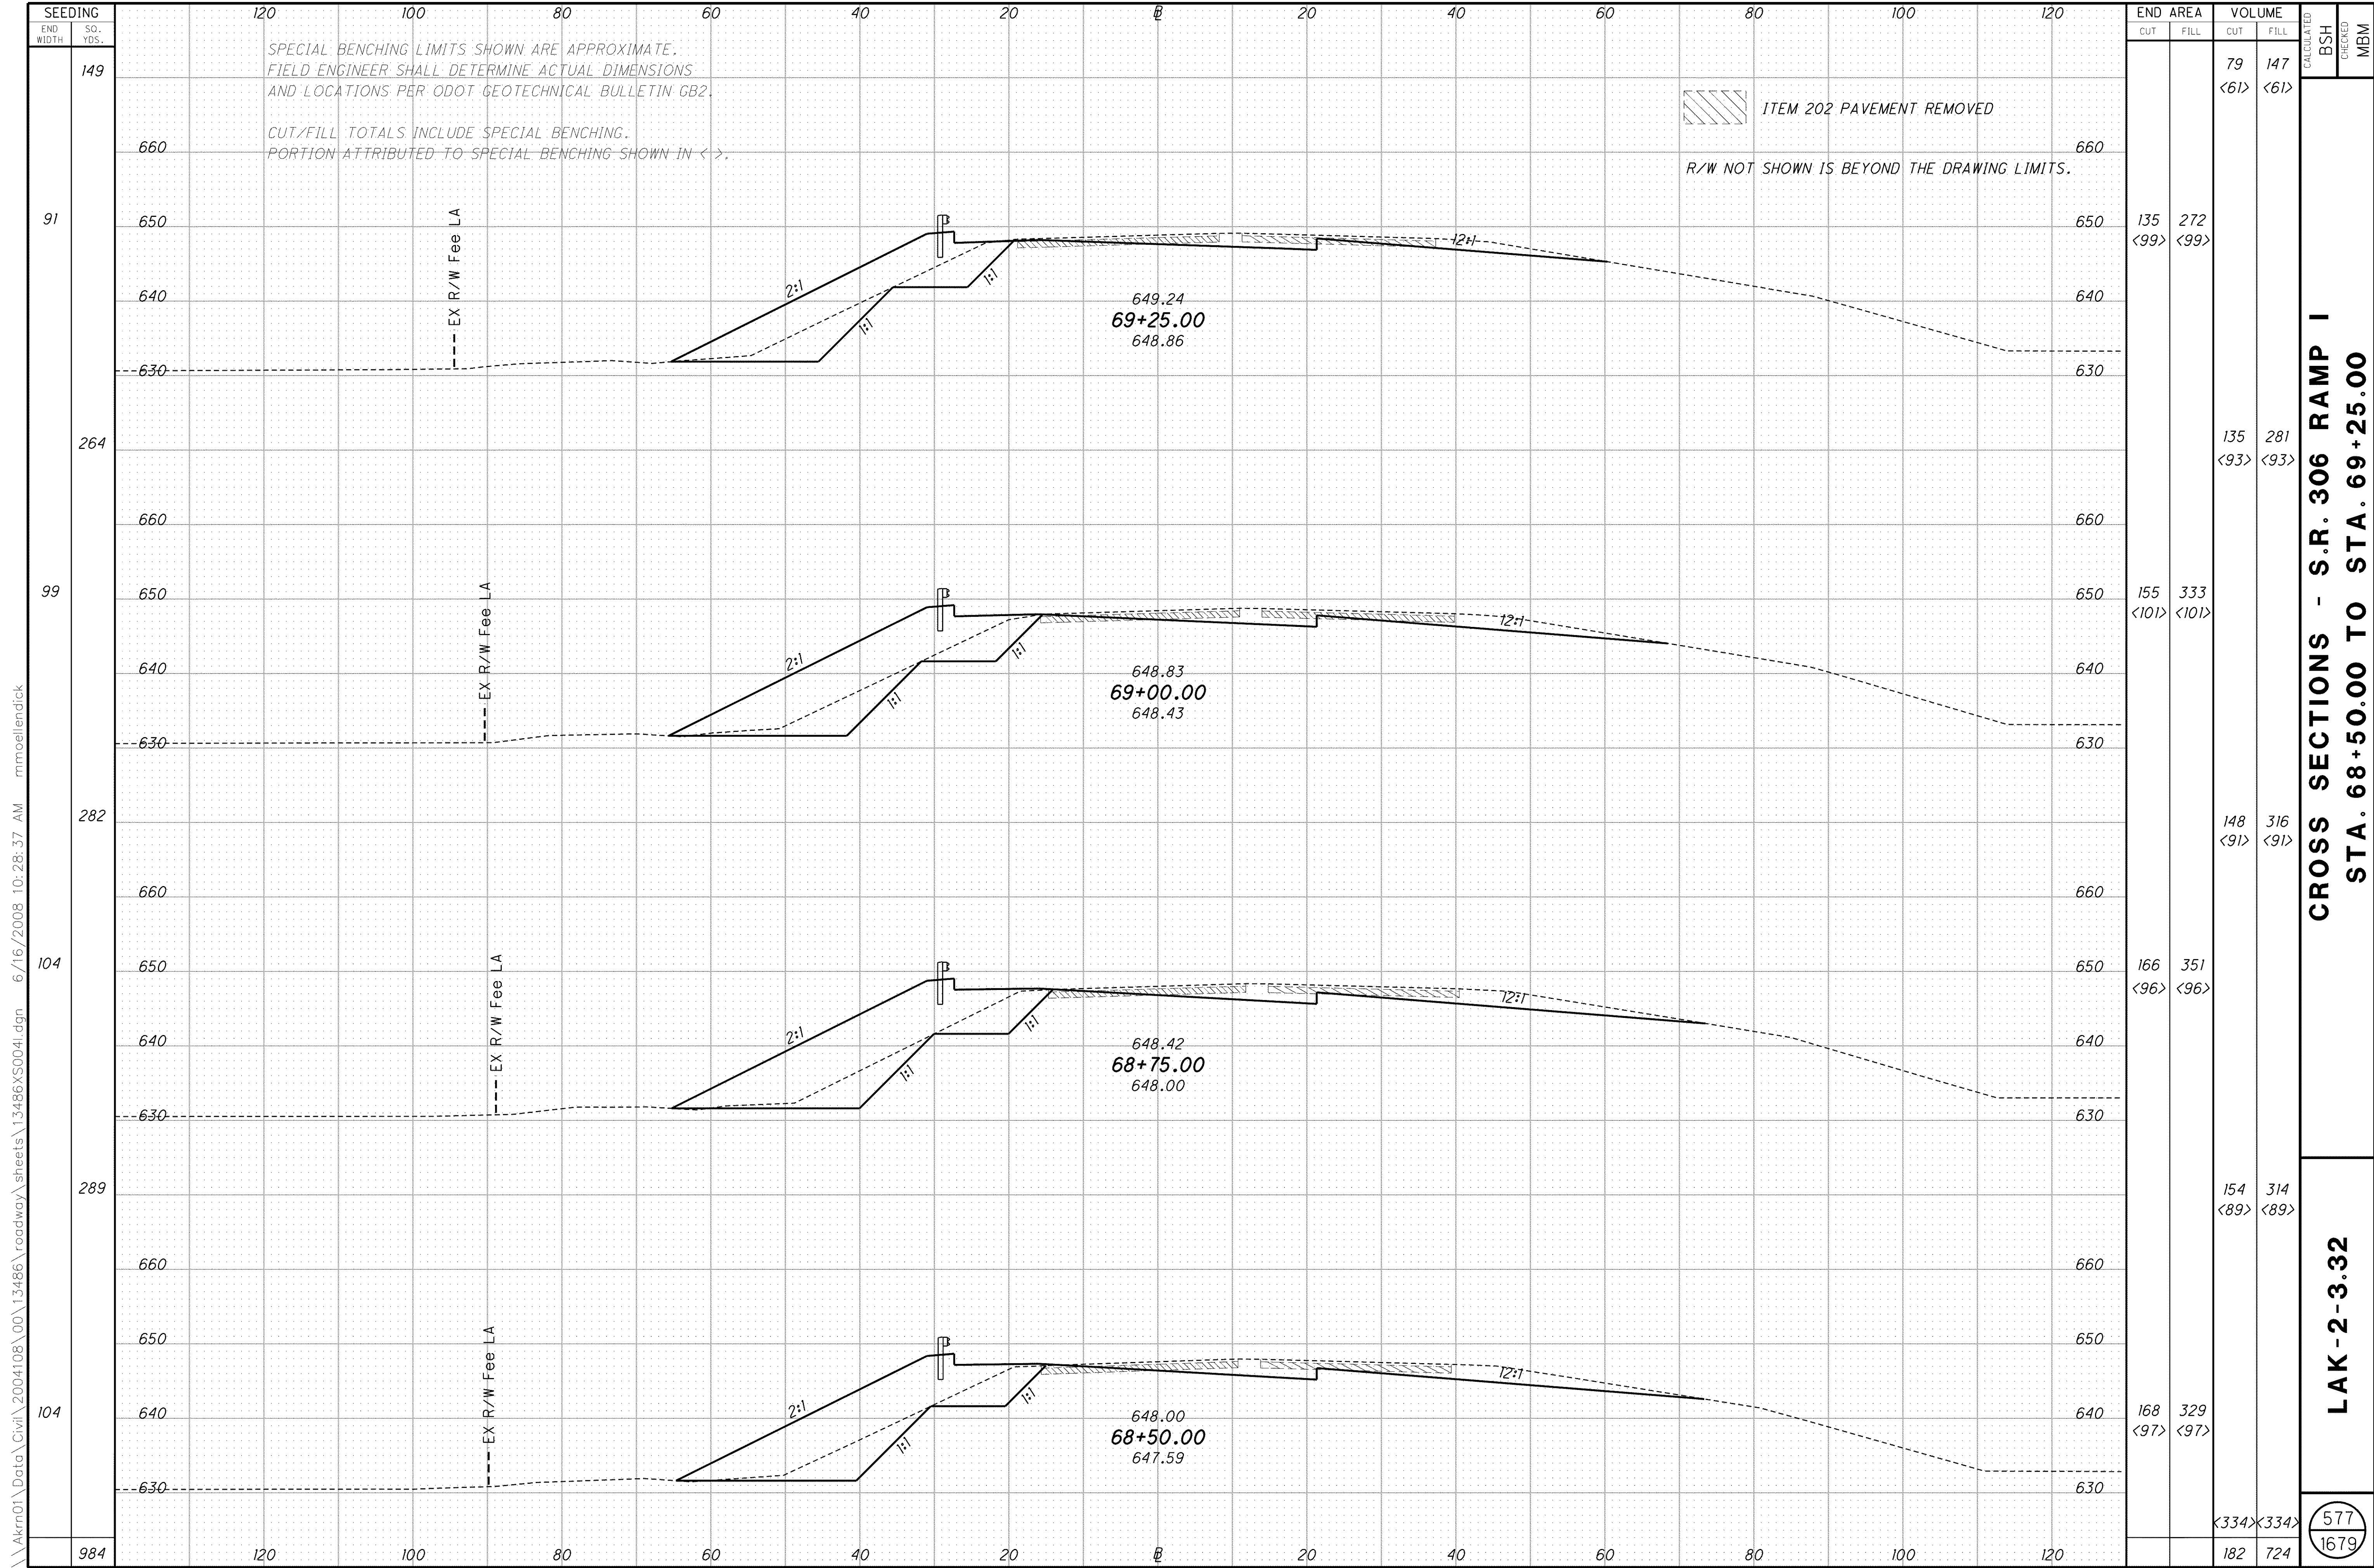 SEEDING
END WIDTH
SQ. YDS.
120 100 80 60 40 20 ℄ 20 40 60 80 100 120
END AREA
VOLUME
CUT FILL CUT FILL
CALCULATED
BSH
CHECKED
MBM
SPECIAL BENCHING LIMITS SHOWN ARE APPROXIMATE.
FIELD ENGINEER SHALL DETERMINE ACTUAL DIMENSIONS
AND LOCATIONS PER ODOT GEOTECHNICAL BULLETIN GB2.
CUT/FILL TOTALS INCLUDE SPECIAL BENCHING.
PORTION ATTRIBUTED TO SPECIAL BENCHING SHOWN IN < >.
ITEM 202 PAVEMENT REMOVED
R/W NOT SHOWN IS BEYOND THE DRAWING LIMITS.
149
79 147
<61> <61>
660 660
91
650 650
135 272
<99> <99>
EX R/W Fee LA
2:1
1:1
1:1
12:1
640 640
649.24
69+25.00
648.86
630 630
264
135 281
<93> <93>
660 660
99
650 650
155 333
<101> <101>
EX R/W Fee LA
2:1
1:1
1:1
12:1
640 640
648.83
69+00.00
648.43
630 630
282
148 316
<91> <91>
660 660
104
650 650
166 351
<96> <96>
EX R/W Fee LA
2:1
1:1
1:1
12:1
640 640
648.42
68+75.00
648.00
630 630
289
154 314
<89> <89>
660 660
650 650
104
168 329
<97> <97>
EX R/W Fee LA
2:1
1:1
1:1
12:1
640 640
648.00
68+50.00
647.59
630 630
<334> <334>
984
182 724
120 100 80 60 40 20 ℄ 20 40 60 80 100 120
CROSS SECTIONS - S.R. 306 RAMP I
STA. 68+50.00 TO STA. 69+25.00
LAK-2-3.32
577
1679
\\Akrn01\Data\Civil\2004108\00\13486\roadway\sheets\13486XS004I.dgn 6/16/2008 10:28:37 AM mmoellendick